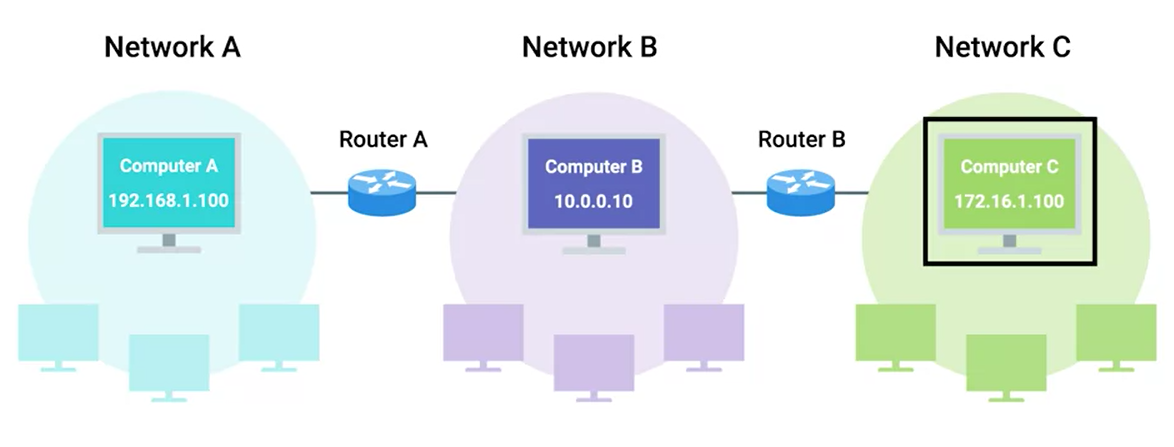 Network A
Network B
Network C
Router A
Router B
Computer A
192.168.1.100
Computer B
10.0.0.10
Computer C
172.16.1.100